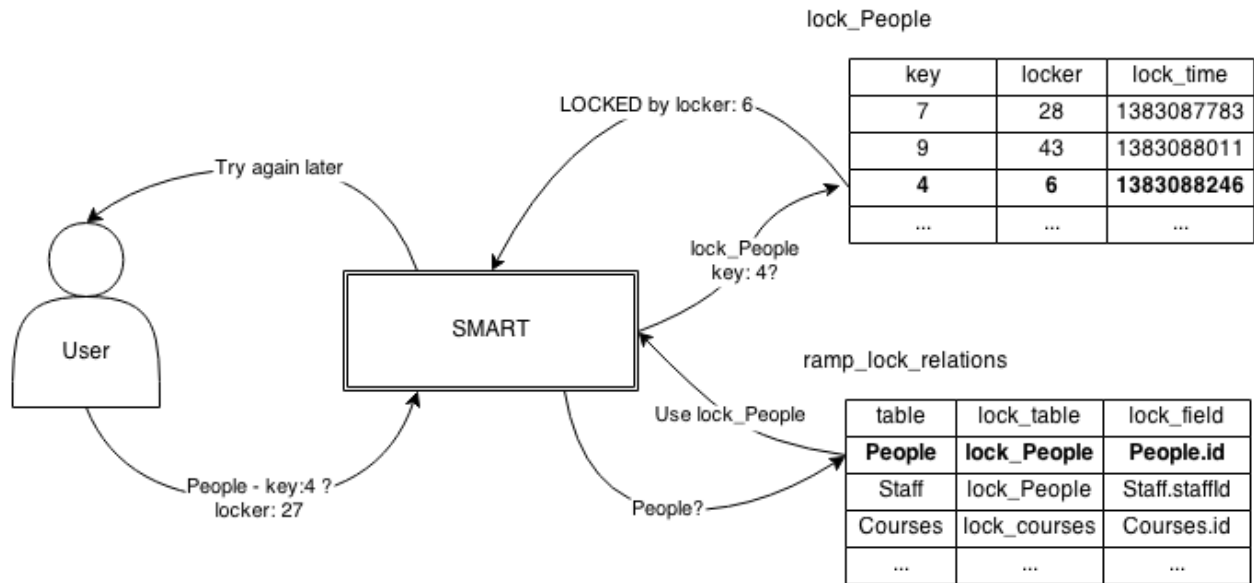 lock_People
key locker lock_time
7 28 1383087783
9 43 1383088011
4 6 1383088246
... ... ...
LOCKED by locker: 6
Try again later
lock_People
key: 4?
SMART
User
ramp_lock_relations
Use lock_People
table lock_table lock_field
People lock_People People.id
Staff lock_People Staff.staffId
Courses lock_courses Courses.id
... ... ...
People - key:4 ?
locker: 27
People?